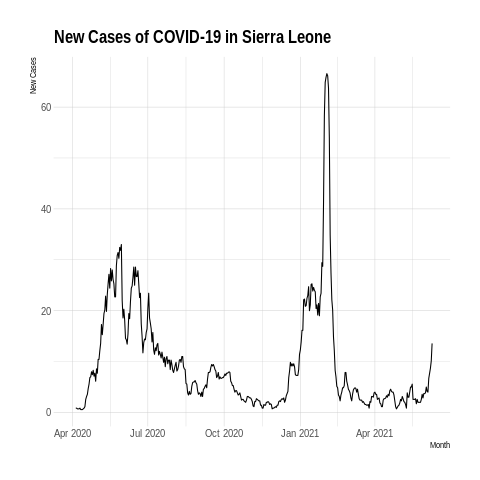 New Cases of COVID-19 in Sierra Leone
New Cases
60
40
20
0
Apr 2020 Jul 2020 Oct 2020 Jan 2021 Apr 2021
Month